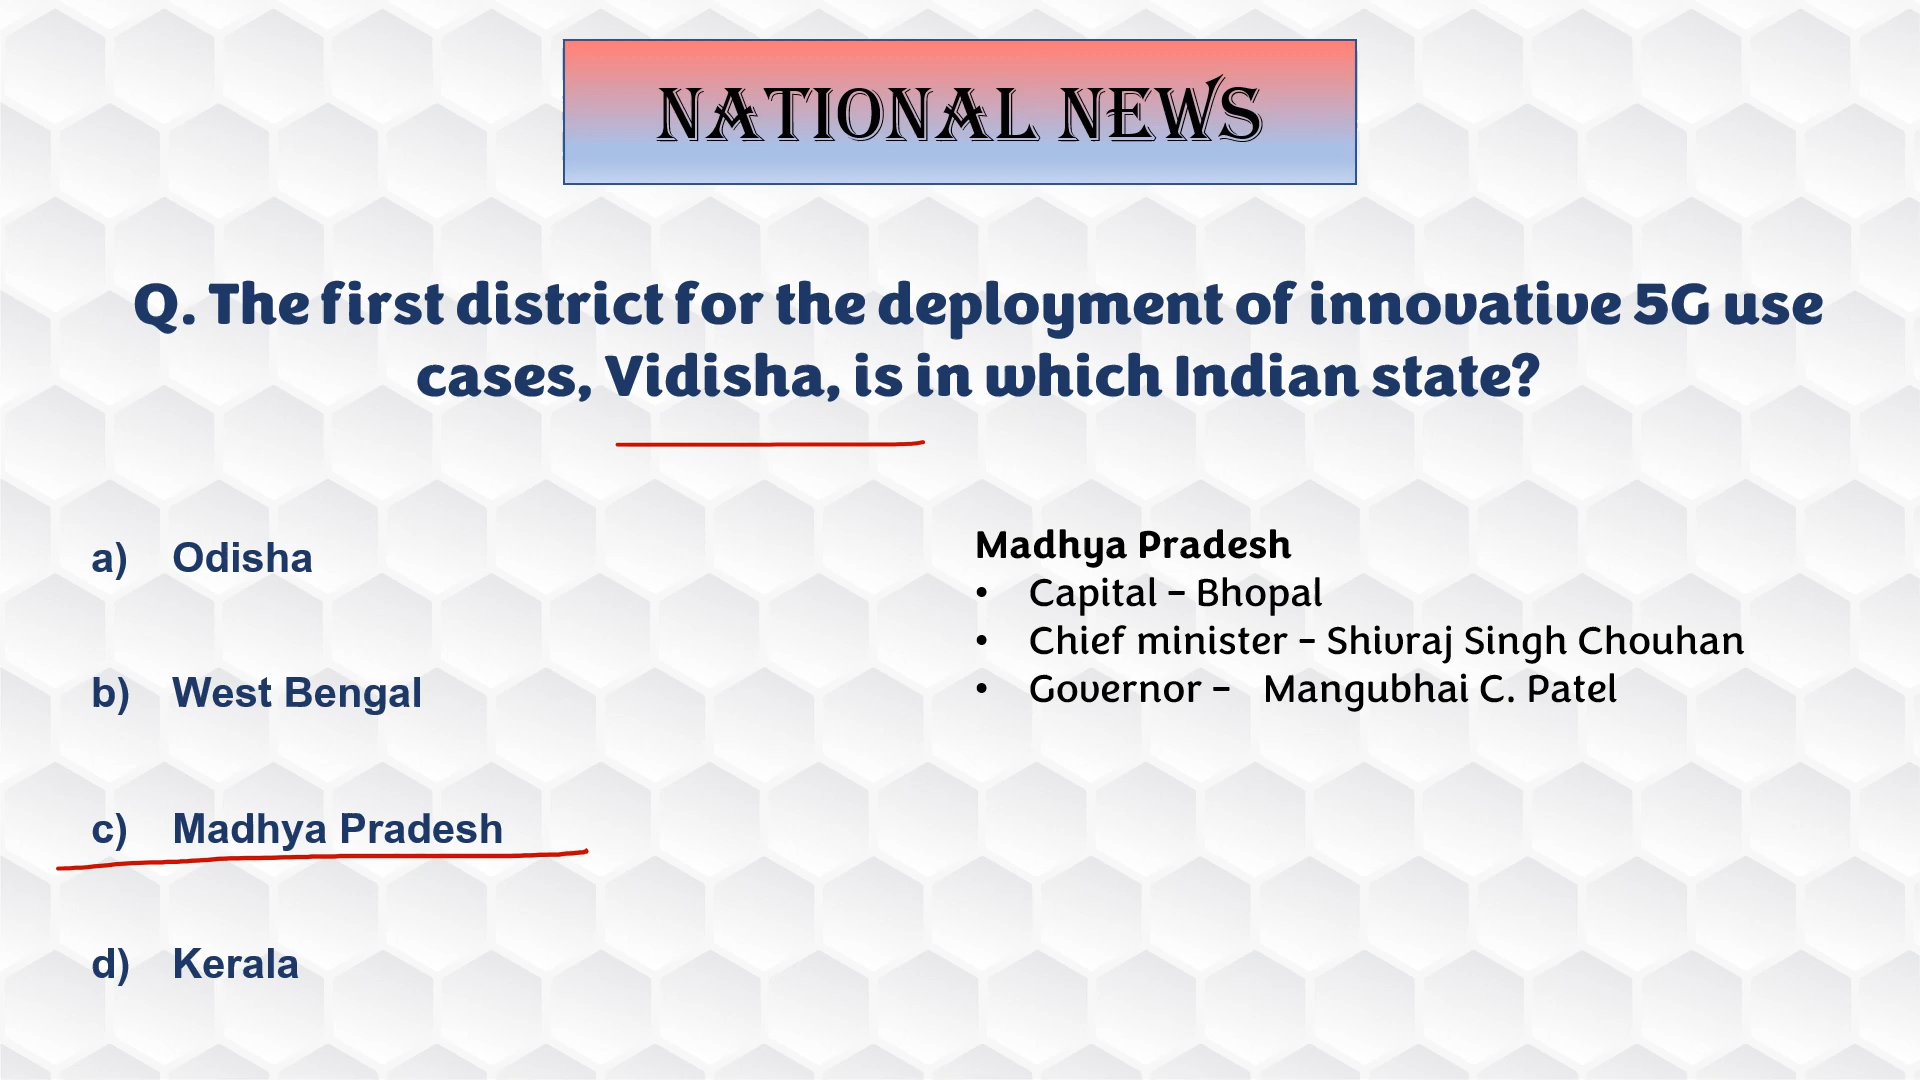 NATIONAL NEWS
Q. The first district for the deployment of innovative 5G use
cases, Vidisha, is in which Indian state?
a) Odisha
b) West Bengal
c) Madhya Pradesh
d) Kerala
Madhya Pradesh
• Capital – Bhopal
• Chief minister – Shivraj Singh Chouhan
• Governor – Mangubhai C. Patel